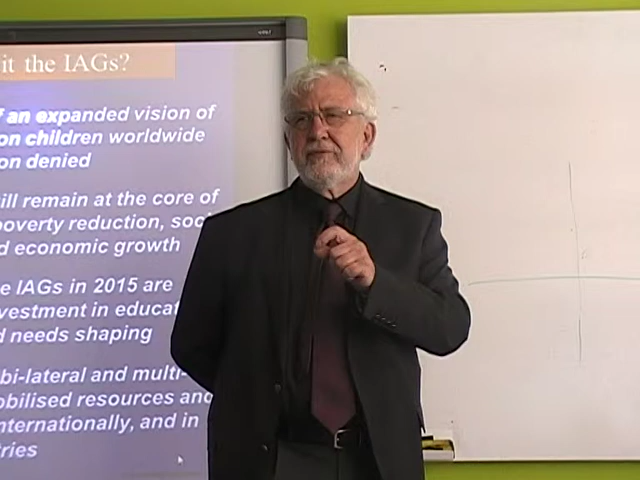 it the IAGs?
f an expanded vision of
on children worldwide
on denied
ill remain at the core of
poverty reduction, soci
d economic growth
e IAGs in 2015 are
vestment in educat
d needs shaping
bi-lateral and multi-
obilised resources and
nternationally, and in
tries